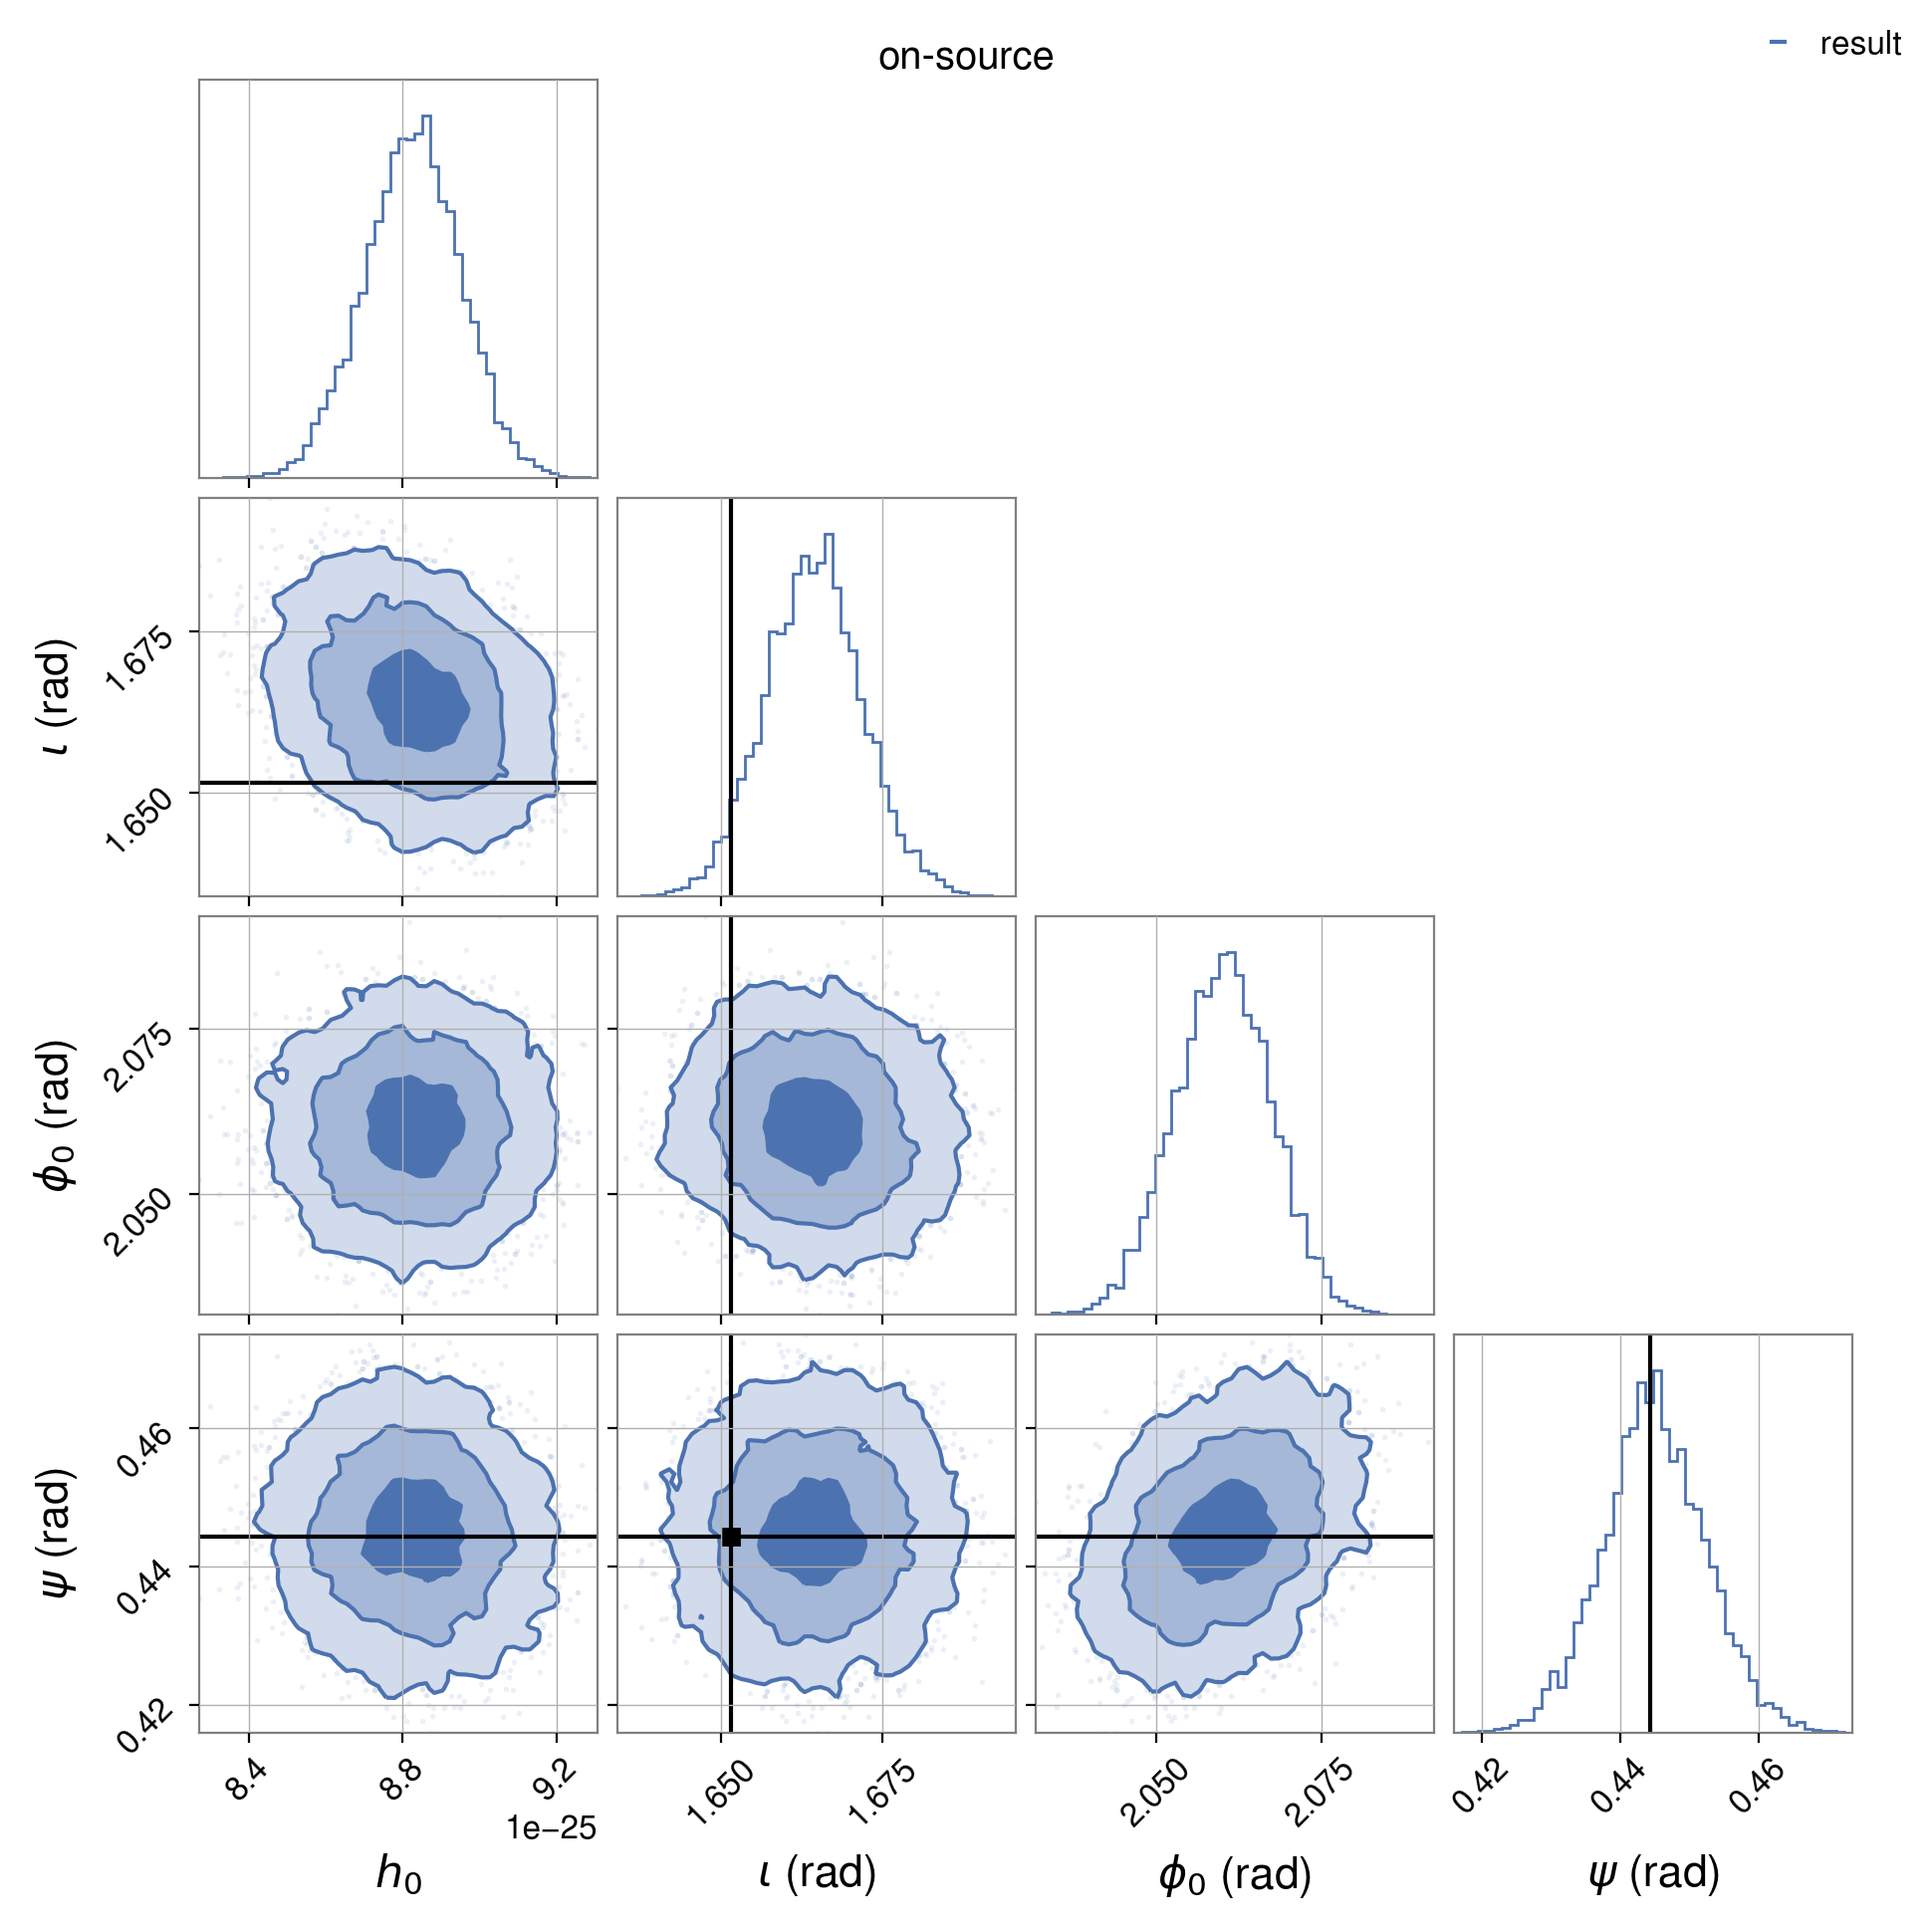 on-source
result
ι (rad)
1.675
1.650
ϕ₀ (rad)
2.075
2.050
ψ (rad)
0.46
0.44
0.42
8.4 8.8 9.2 1.650 1.675 2.050 2.075 0.42 0.44 0.46
1e−25
h₀ ι (rad) ϕ₀ (rad) ψ (rad)